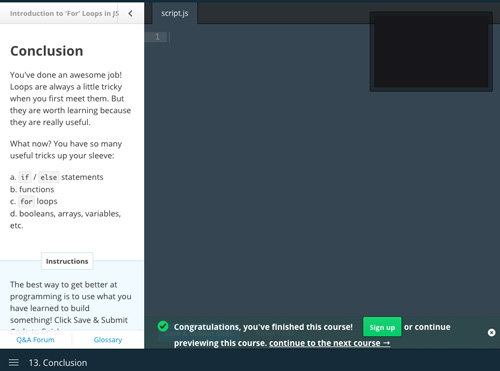 Introduction to 'For' Loops in JS
script.js
1
Conclusion
You've done an awesome job!
Loops are always a little tricky
when you first meet them. But
they are worth learning because
they are really useful.
What now? You have so many
useful tricks up your sleeve:
a. if / else statements
b. functions
c. for loops
d. booleans, arrays, variables,
etc.
Instructions
The best way to get better at
programming is to use what you
have learned to build
something! Click Save & Submit
Q&A Forum
Glossary
Congratulations, you've finished this course! Sign up or continue
previewing this course. continue to the next course →
13. Conclusion